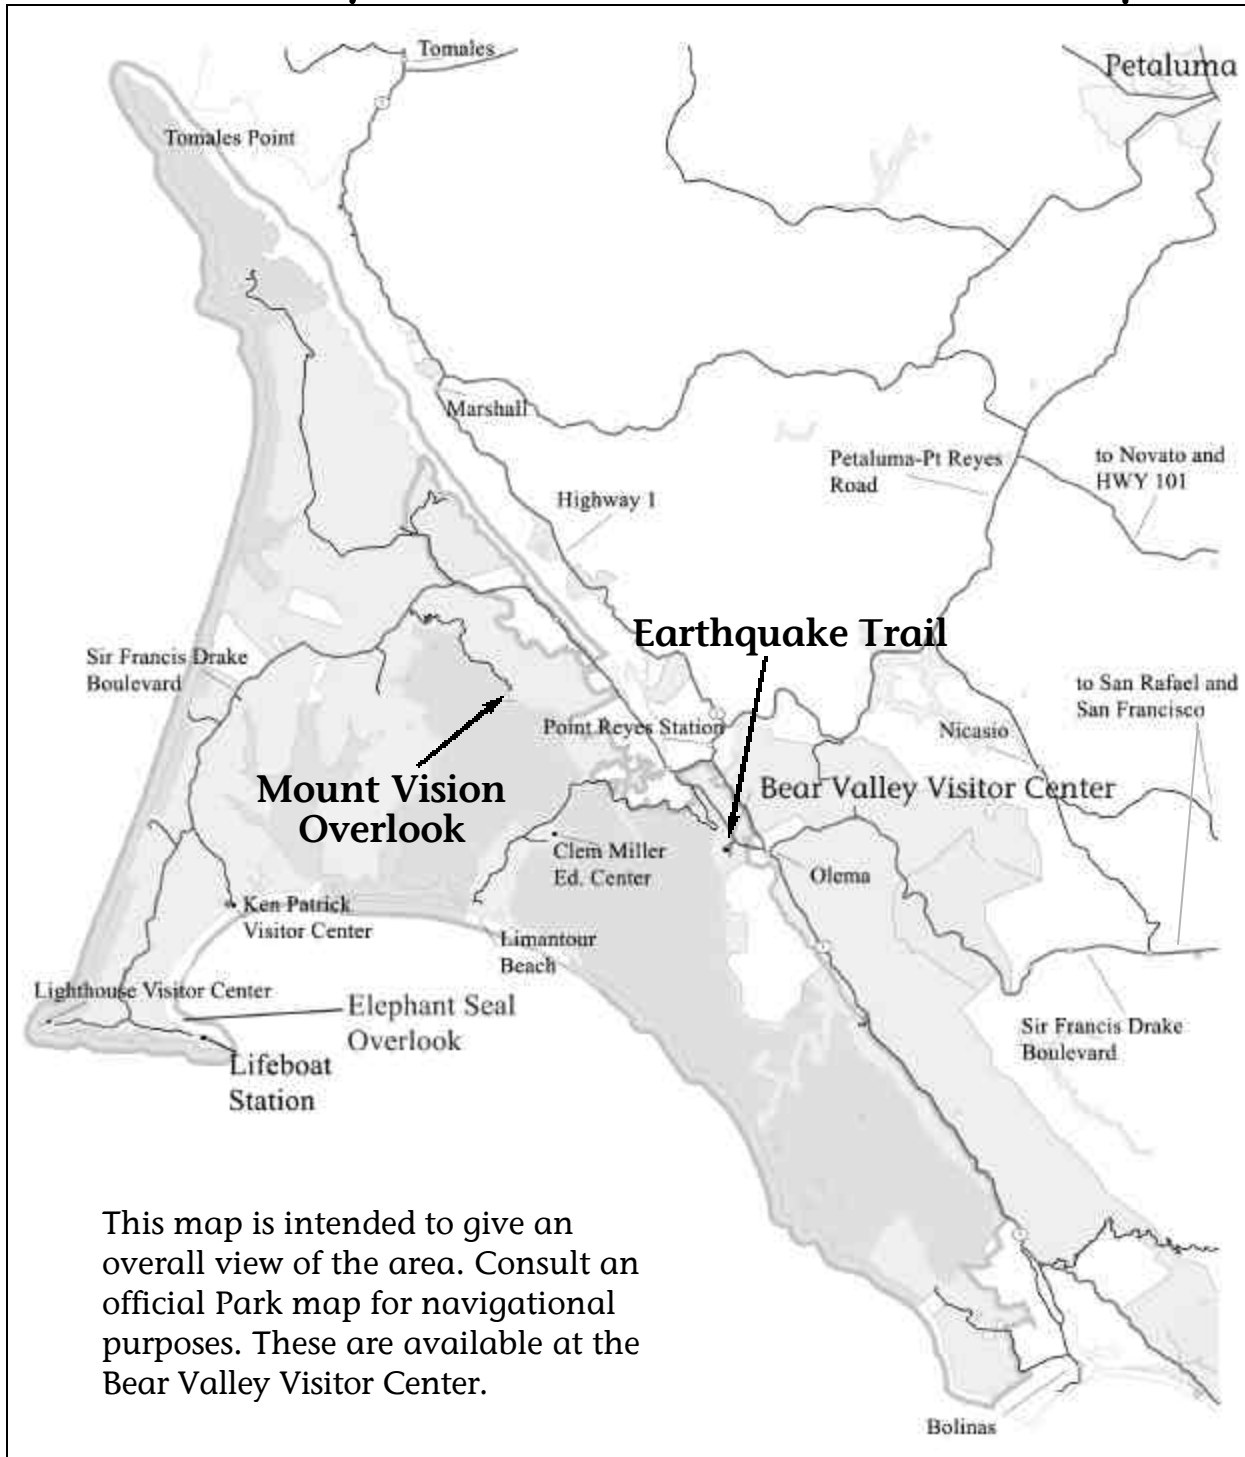 Tomales
Petaluma
Tomales Point
Marshall
Petaluma-Pt Reyes
Road
to Novato and
HWY 101
Highway 1
Earthquake Trail
Sir Francis Drake
Boulevard
to San Rafael and
San Francisco
Point Reyes Station
Nicasio
Mount Vision
Overlook
Bear Valley Visitor Center
Clem Miller
Ed. Center
Olema
Ken Patrick
Visitor Center
Limantour
Beach
Lighthouse Visitor Center
Elephant Seal
Overlook
Sir Francis Drake
Boulevard
Lifeboat
Station
This map is intended to give an
overall view of the area. Consult an
official Park map for navigational
purposes. These are available at the
Bear Valley Visitor Center.
Bolinas